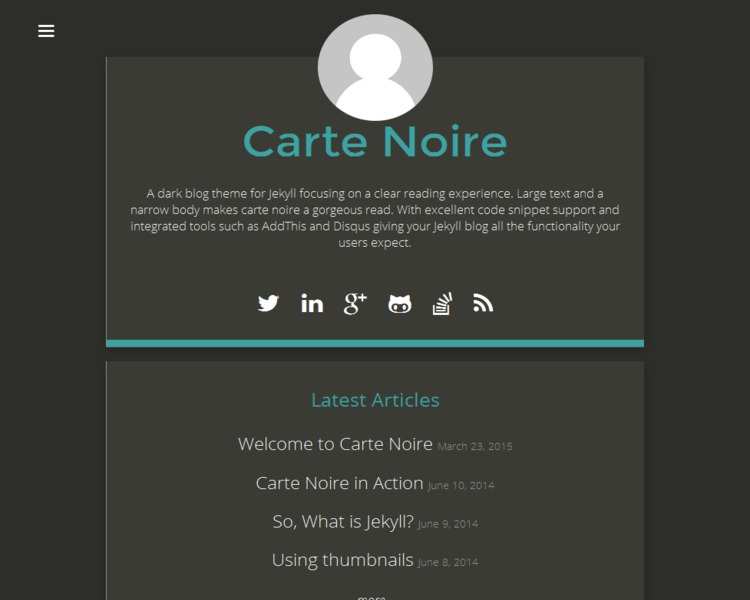 Carte Noire
A dark blog theme for Jekyll focusing on a clear reading experience. Large text and a
narrow body makes carte noire a gorgeous read. With excellent code snippet support and
integrated tools such as AddThis and Disqus giving your Jekyll blog all the functionality your
users expect.
Latest Articles
Welcome to Carte Noire March 23, 2015
Carte Noire in Action June 10, 2014
So, What is Jekyll? June 9, 2014
Using thumbnails June 8, 2014
more